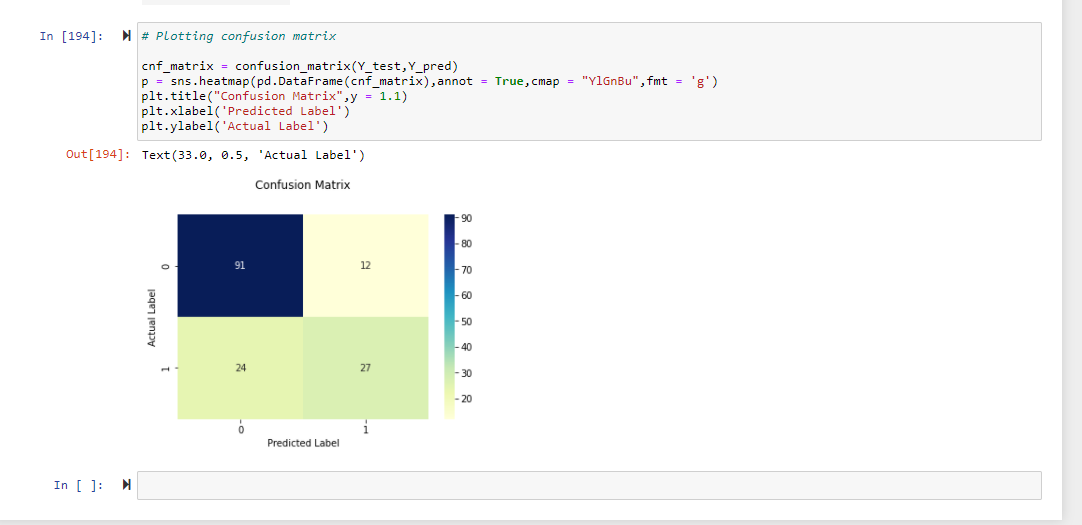 In [194]:
# Plotting confusion matrix
cnf_matrix = confusion_matrix(Y_test,Y_pred)
p = sns.heatmap(pd.DataFrame(cnf_matrix),annot = True,cmap = "YlGnBu",fmt = 'g')
plt.title("Confusion Matrix",y = 1.1)
plt.xlabel('Predicted Label')
plt.ylabel('Actual Label')
Out[194]: Text(33.0, 0.5, 'Actual Label')
Confusion Matrix
Actual Label
0
1
91 12
24 27
0 1
Predicted Label
90
80
70
60
50
40
30
20
In [ ]: